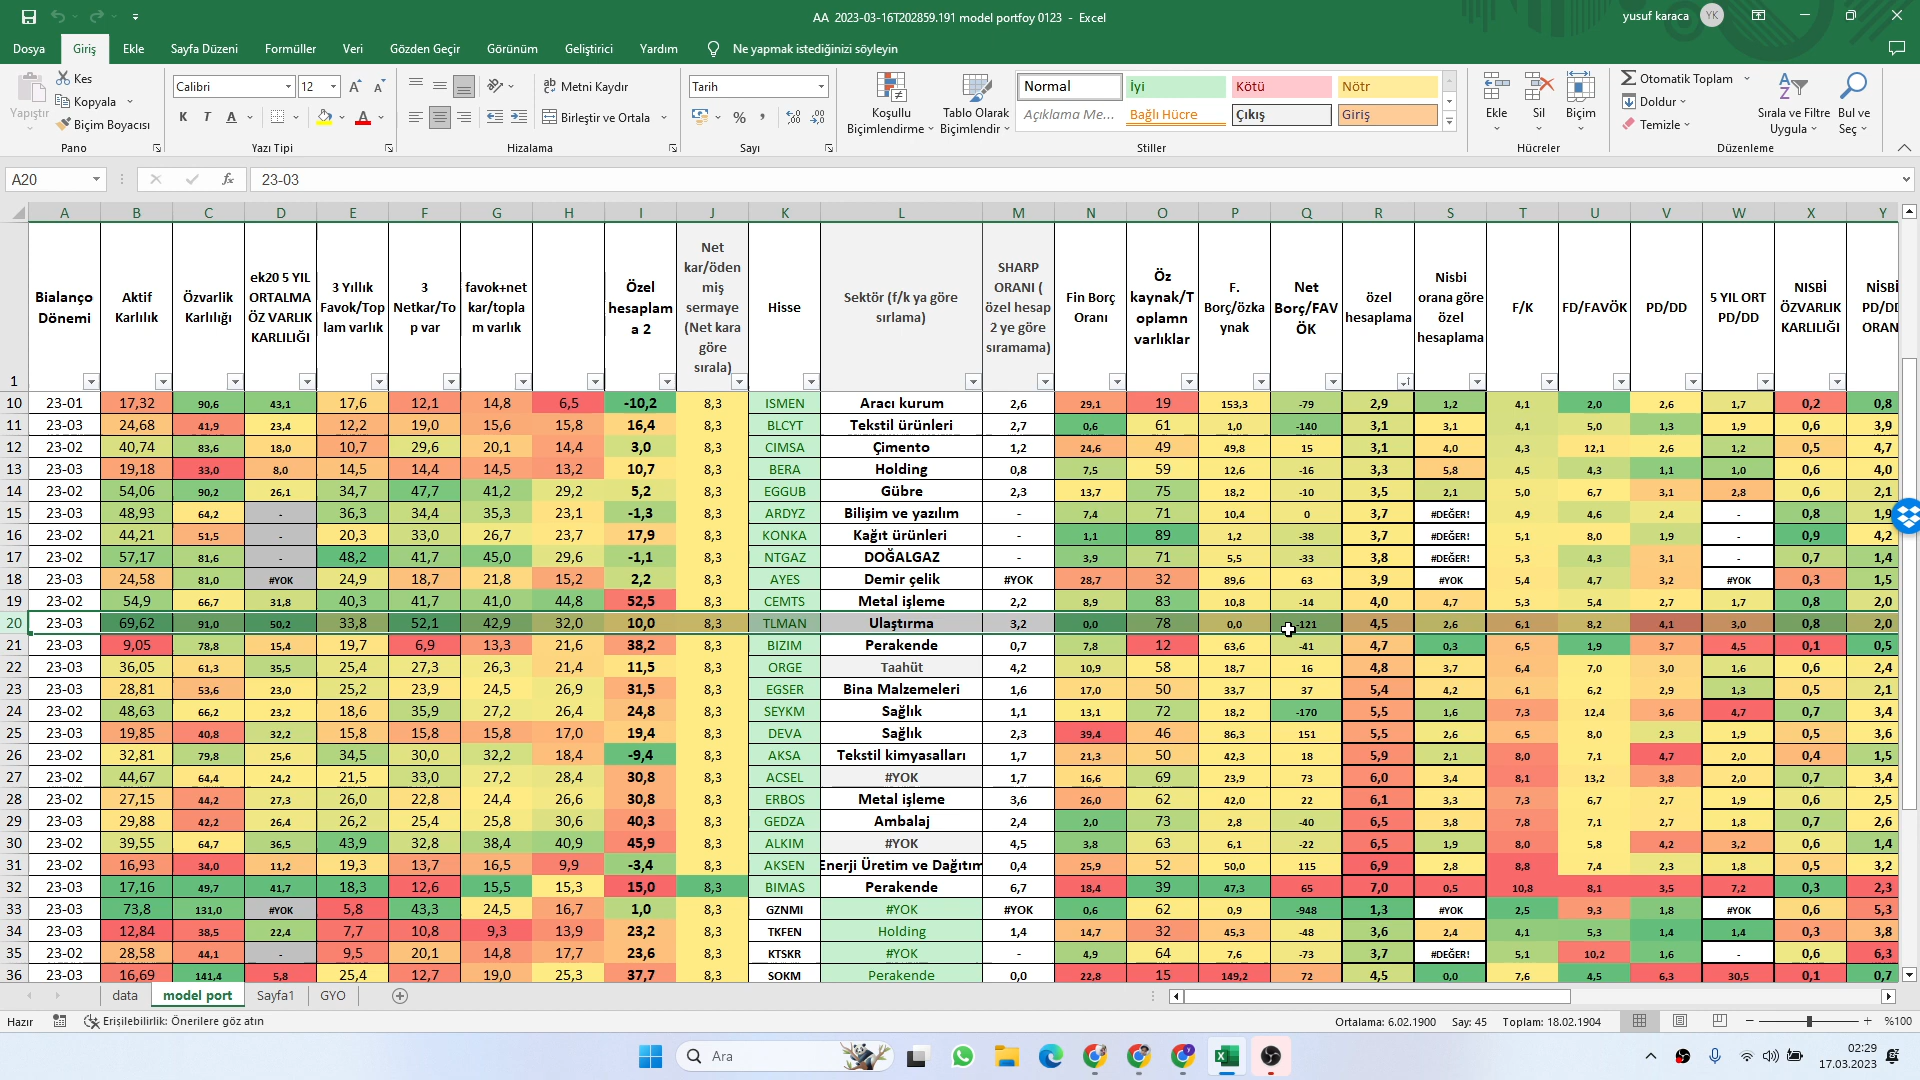 AA 2023-03-16T202859.191 model portfoy 0123 - Excel
yusuf karaca YK
Dosya Giriş Ekle Sayfa Düzeni Formüller Veri Gözden Geçir Görünüm Geliştirici Yardım Ne yapmak istediğinizi söyleyin
Yapıştır Kes Kopyala Biçim Boyacısı
Calibri 12
Metni Kaydır
Birleştir ve Ortala
Tarih
Koşullu Biçimlendirme Tablo Olarak Biçimlendir
Normal İyi Kötü Nötr
Açıklama Me... Bağlı Hücre Çıkış Giriş
Ekle Sil Biçim
Otomatik Toplam Doldur Temizle
Sırala ve Filtre Uygula Bul ve Seç
Pano Yazı Tipi Hizalama Sayı Stiller Hücreler Düzenleme
A20 fx 23-03
A B C D E F G H I J K L M N O P Q R S T U V W X Y
1 Bialanço Dönemi Aktif Karlılık Özvarlik Karlılığı ek20 5 YIL ORTALMA ÖZ VARLIK KARLILIĞI 3 Yıllık Favok/Top lam varlık 3 Netkar/To p var favok+net kar/topla m varlık Özel hesaplam a 2 Net kar/öden miş sermaye (Net kara göre sırala) Hisse Sektör (f/k ya göre sırlama) SHARP ORANI ( özel hesap 2 ye göre sıramama) Fin Borç Oranı Öz kaynak/T oplamn varlıklar F. Borç/özka ynak Net Borç/FAV ÖK özel hesaplama Nisbi orana göre özel hesaplama F/K FD/FAVÖK PD/DD 5 YIL ORT PD/DD NISBİ ÖZVARLIK KARLILIĞI NİSBİ PD/DD ORAN
10 23-01 17,32 90,6 43,1 17,6 12,1 14,8 6,5 -10,2 8,3 ISMEN Aracı kurum 2,6 29,1 19 153,3 -79 2,9 1,2 4,1 2,0 2,6 1,7 0,2 0,8
11 23-03 24,68 41,9 23,4 12,2 19,0 15,6 15,8 16,4 8,3 BLCYT Tekstil ürünleri 2,7 0,6 61 1,0 -140 3,1 3,1 4,1 5,0 1,3 1,9 0,6 3,9
12 23-02 40,74 83,6 18,0 10,7 29,6 20,1 14,4 3,0 8,3 CIMSA Çimento 1,2 24,6 49 49,8 15 3,1 4,0 4,3 12,1 2,6 1,2 0,5 4,7
13 23-03 19,18 33,0 8,0 14,5 14,4 14,5 13,2 10,7 8,3 BERA Holding 0,8 7,5 59 12,6 -16 3,3 5,8 4,5 4,3 1,1 1,0 0,6 4,0
14 23-02 54,06 90,2 26,1 34,7 47,7 41,2 29,2 5,2 8,3 EGGUB Gübre 2,3 13,7 75 18,2 -10 3,5 2,1 5,0 6,7 3,1 2,8 0,6 2,1
15 23-03 48,93 64,2 - 36,3 34,4 35,3 23,1 -1,3 8,3 ARDYZ Bilişim ve yazılım - 7,4 71 10,4 0 3,7 #DEĞER! 4,9 4,6 2,4 - 0,8 1,9
16 23-02 44,21 51,5 - 20,3 33,0 26,7 23,7 17,9 8,3 KONKA Kağıt ürünleri - 1,1 89 1,2 -38 3,7 #DEĞER! 5,1 8,0 1,9 - 0,9 4,2
17 23-02 57,17 81,6 - 48,2 41,7 45,0 29,6 -1,1 8,3 NTGAZ DOĞALGAZ - 3,9 71 5,5 -33 3,8 #DEĞER! 5,3 4,3 3,1 - 0,7 1,4
18 23-03 24,58 81,0 #YOK 24,9 18,7 21,8 15,2 2,2 8,3 AYES Demir çelik #YOK 28,7 32 89,6 63 3,9 #YOK 5,4 4,7 3,2 #YOK 0,3 1,5
19 23-02 54,9 66,7 31,8 40,3 41,7 41,0 44,8 52,5 8,3 CEMTS Metal işleme 2,2 8,9 83 10,8 -14 4,0 4,7 5,3 5,4 2,7 1,7 0,8 2,0
20 23-03 69,62 91,0 50,2 33,8 52,1 42,9 32,0 10,0 8,3 TLMAN Ulaştırma 3,2 0,0 78 0,0 -121 4,5 2,6 6,1 8,2 4,1 3,0 0,8 2,0
21 23-03 9,05 78,8 15,4 19,7 6,9 13,3 21,6 38,2 8,3 BIZIM Perakende 0,7 7,8 12 63,6 -41 4,7 0,3 6,5 1,9 3,7 4,5 0,1 0,5
22 23-02 36,05 61,3 35,5 25,4 27,3 26,3 21,4 11,5 8,3 ORGE Taahüt 4,2 10,9 58 18,7 16 4,8 3,7 6,4 7,0 3,0 1,6 0,6 2,4
23 23-03 28,81 53,6 23,0 25,2 23,9 24,5 26,9 31,5 8,3 EGSER Bina Malzemeleri 1,6 17,0 50 33,7 37 5,4 4,2 6,1 6,2 2,9 1,3 0,5 2,1
24 23-02 48,63 66,2 23,2 18,6 35,9 27,2 26,4 24,8 8,3 SEYKM Sağlık 1,1 13,1 72 18,2 -170 5,5 1,6 7,3 12,4 3,6 4,7 0,7 3,4
25 23-03 19,85 40,8 32,2 15,8 15,8 15,8 17,0 19,4 8,3 DEVA Sağlık 2,3 39,4 46 86,3 151 5,5 2,6 6,5 8,0 2,3 1,9 0,5 3,6
26 23-02 32,81 79,8 25,6 34,5 30,0 32,2 18,4 -9,4 8,3 AKSA Tekstil kimyasalları 1,7 21,3 50 42,3 18 5,9 2,1 8,0 7,1 4,7 2,0 0,4 1,5
27 23-02 44,67 64,4 24,2 21,5 33,0 27,2 28,4 30,8 8,3 ACSEL #YOK 1,7 16,6 69 23,9 73 6,0 3,4 8,1 13,2 3,8 2,0 0,7 3,4
28 23-02 27,15 44,2 27,3 26,0 22,8 24,4 26,6 30,8 8,3 ERBOS Metal işleme 3,6 26,0 62 42,0 22 6,1 3,3 7,3 6,7 2,7 1,9 0,6 2,5
29 23-03 29,88 42,2 26,4 26,2 25,4 25,8 30,6 40,3 8,3 GEDZA Ambalaj 2,4 2,0 73 2,8 -40 6,5 3,8 7,8 7,1 2,7 1,8 0,7 2,6
30 23-02 39,55 64,7 36,5 43,9 32,8 38,4 40,9 45,9 8,3 ALKIM #YOK 4,5 3,8 63 6,1 -22 6,5 1,9 8,0 5,8 4,2 3,2 0,6 1,4
31 23-02 16,93 34,0 11,2 19,3 13,7 16,5 9,9 -3,4 8,3 AKSEN Enerji Üretim ve Dağıtım 0,4 25,9 52 50,0 115 6,9 2,8 8,8 7,4 2,3 1,8 0,5 3,2
32 23-03 17,16 49,7 41,7 18,3 12,6 15,5 15,3 15,0 8,3 BIMAS Perakende 6,7 18,4 39 47,3 65 7,0 0,5 10,8 8,1 3,5 7,2 0,3 2,3
33 23-03 73,8 131,0 #YOK 5,8 43,3 24,5 16,7 1,0 8,3 GZNMI #YOK #YOK 0,6 62 0,9 -948 1,3 #YOK 2,5 9,3 1,8 #YOK 0,6 5,3
34 23-03 12,84 38,5 22,4 7,7 10,8 9,3 13,9 23,2 8,3 TKFEN Holding 1,4 14,7 32 45,3 -48 3,6 2,4 4,1 5,3 1,4 1,4 0,3 3,8
35 23-02 28,58 44,1 - 9,5 20,1 14,8 17,7 23,6 8,3 KTSKR #YOK - 4,9 64 7,6 -73 3,7 #DEĞER! 5,1 10,2 1,6 - 0,6 6,3
36 23-03 16,69 141,4 5,8 25,4 12,7 19,0 25,3 37,7 8,3 SOKM Perakende 0,0 22,8 15 149,2 72 4,5 0,0 7,6 4,5 6,3 30,5 0,1 0,7
data model port Sayfa1 GYO
Hazır Erişilebilirlik: Önerilere göz atın Ortalama: 6.02.1900 Say: 45 Toplam: 18.02.1904 %100
Ara
02:29
17.03.2023